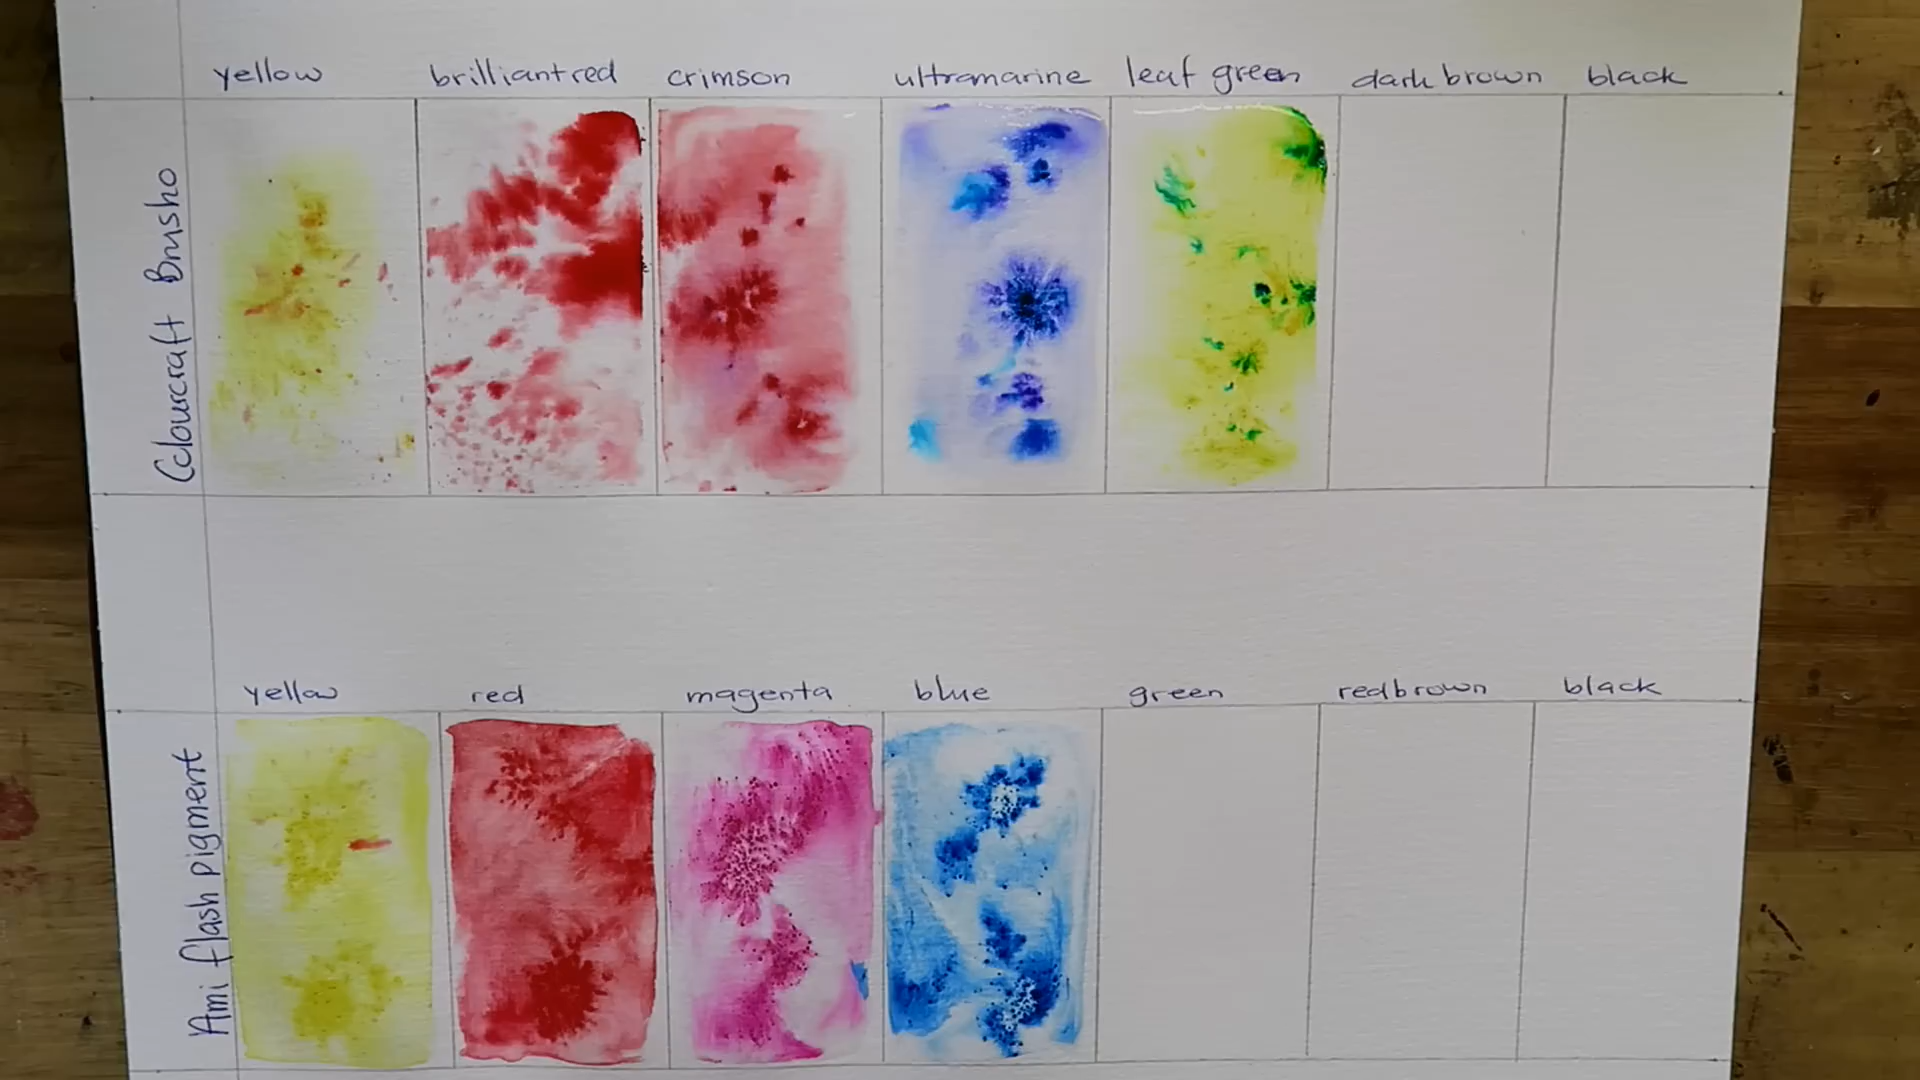 yellow brilliant red crimson ultramarine leaf green dark brown black
Colourcraft Brusho
yellow red magenta blue green redbrown black
Ami flash pigment